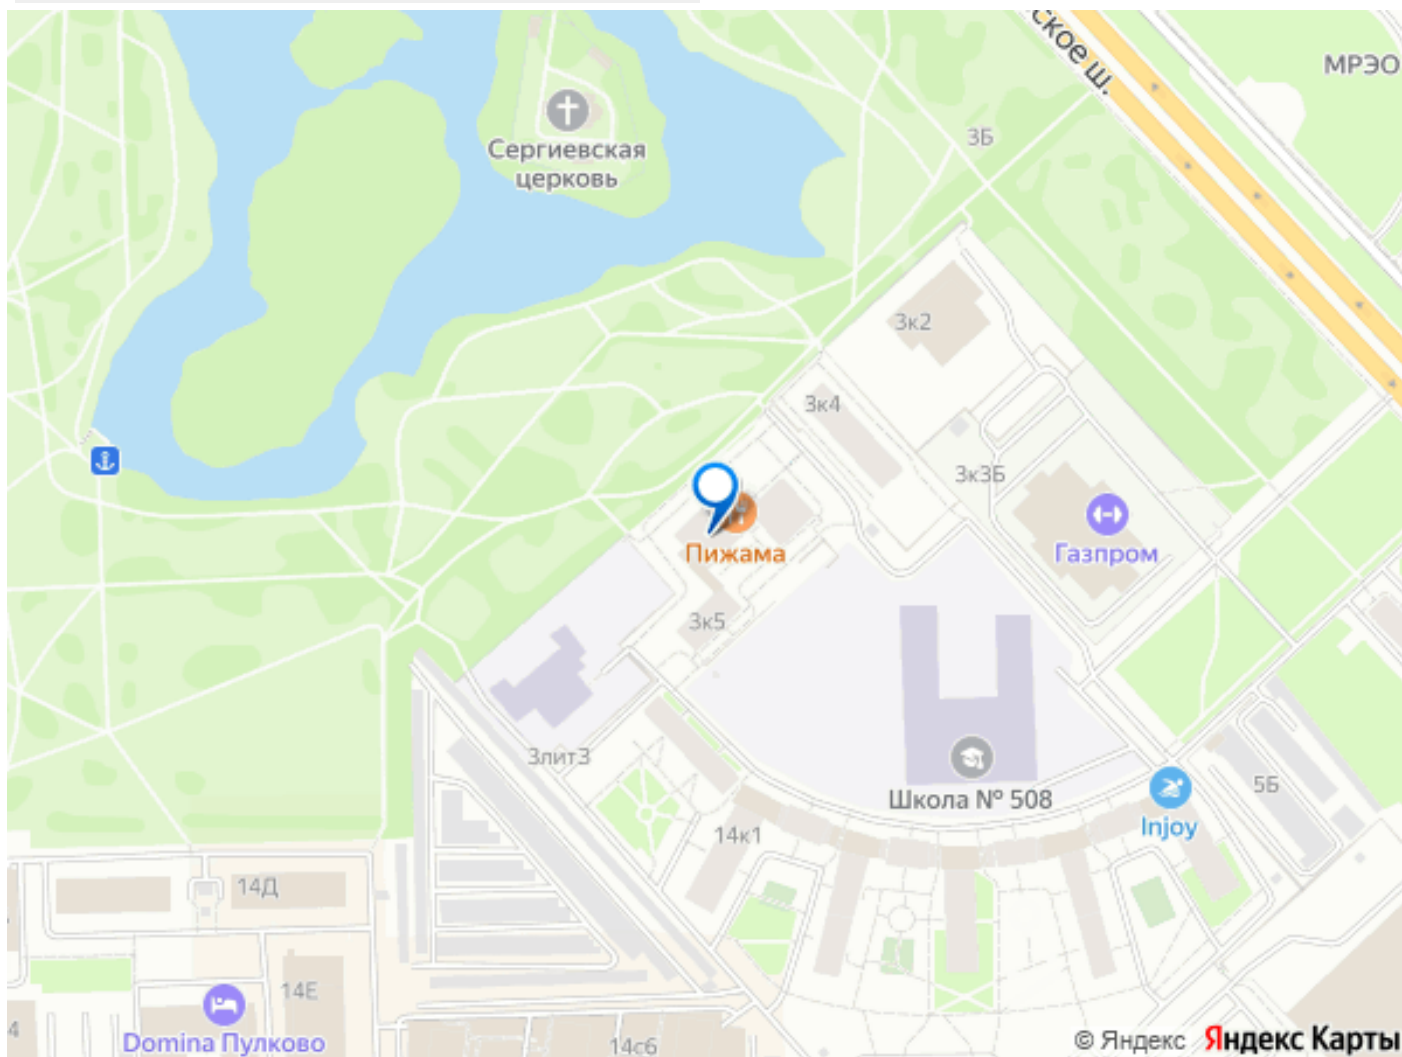 ское ш.
МРЭО
3Б
Сергиевская
церковь
3к2
3к4
3к3Б
Пижама
Газпром
3к5
3лит3
Школа № 508
5Б
Injoy
14к1
14Д
14Е
4
Domina Пулково
14с6
© Яндекс Яндекс Карты